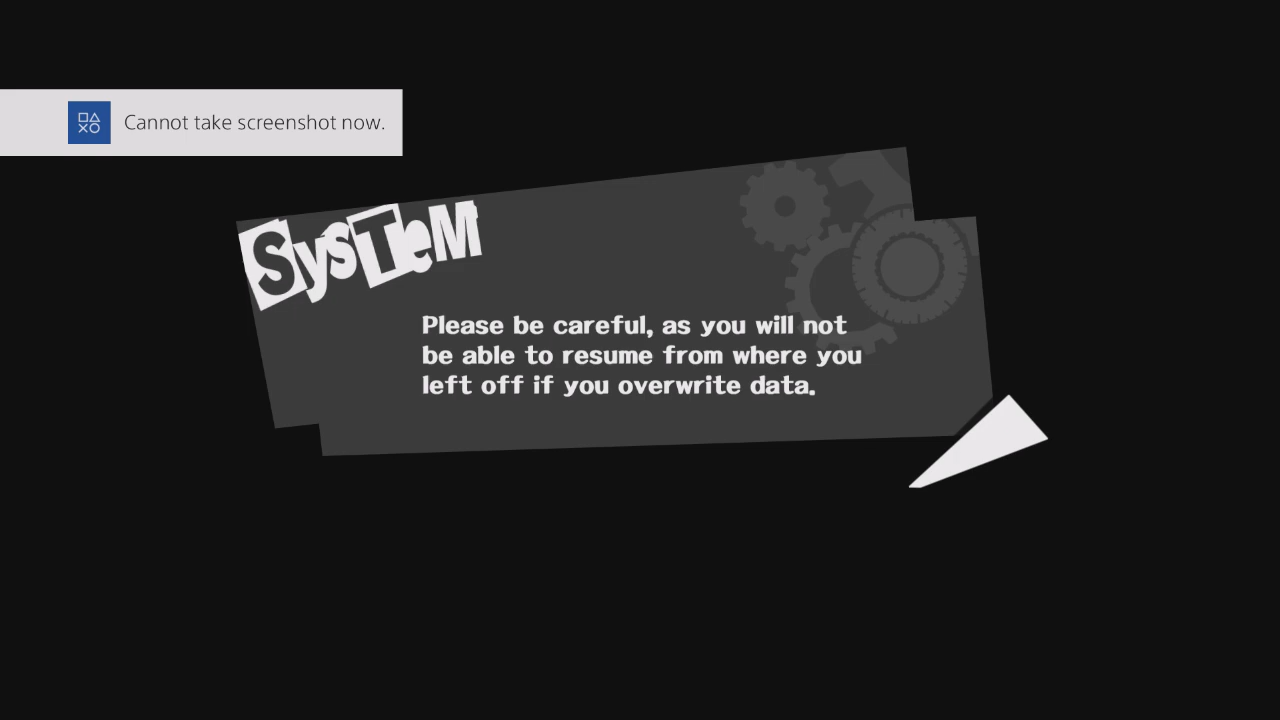 Cannot take screenshot now.
SysTeM
Please be careful, as you will not
be able to resume from where you
left off if you overwrite data.